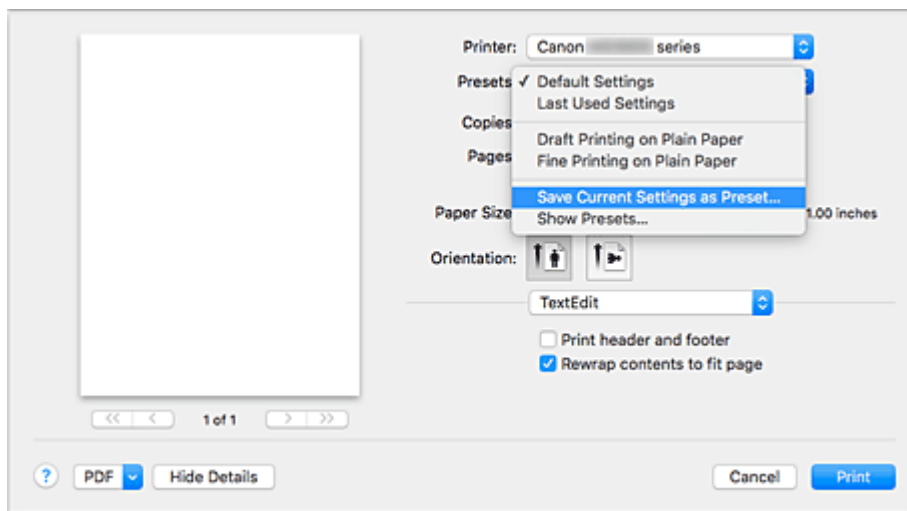 Printer: Canon series
Presets ✓ Default Settings
Last Used Settings
Copies
Draft Printing on Plain Paper
Pages
Fine Printing on Plain Paper
Save Current Settings as Preset...
Paper Size 1.00 inches
Show Presets...
Orientation:
TextEdit
Print header and footer
Rewrap contents to fit page
<< < 1 of 1 > >>
? PDF Hide Details Cancel Print